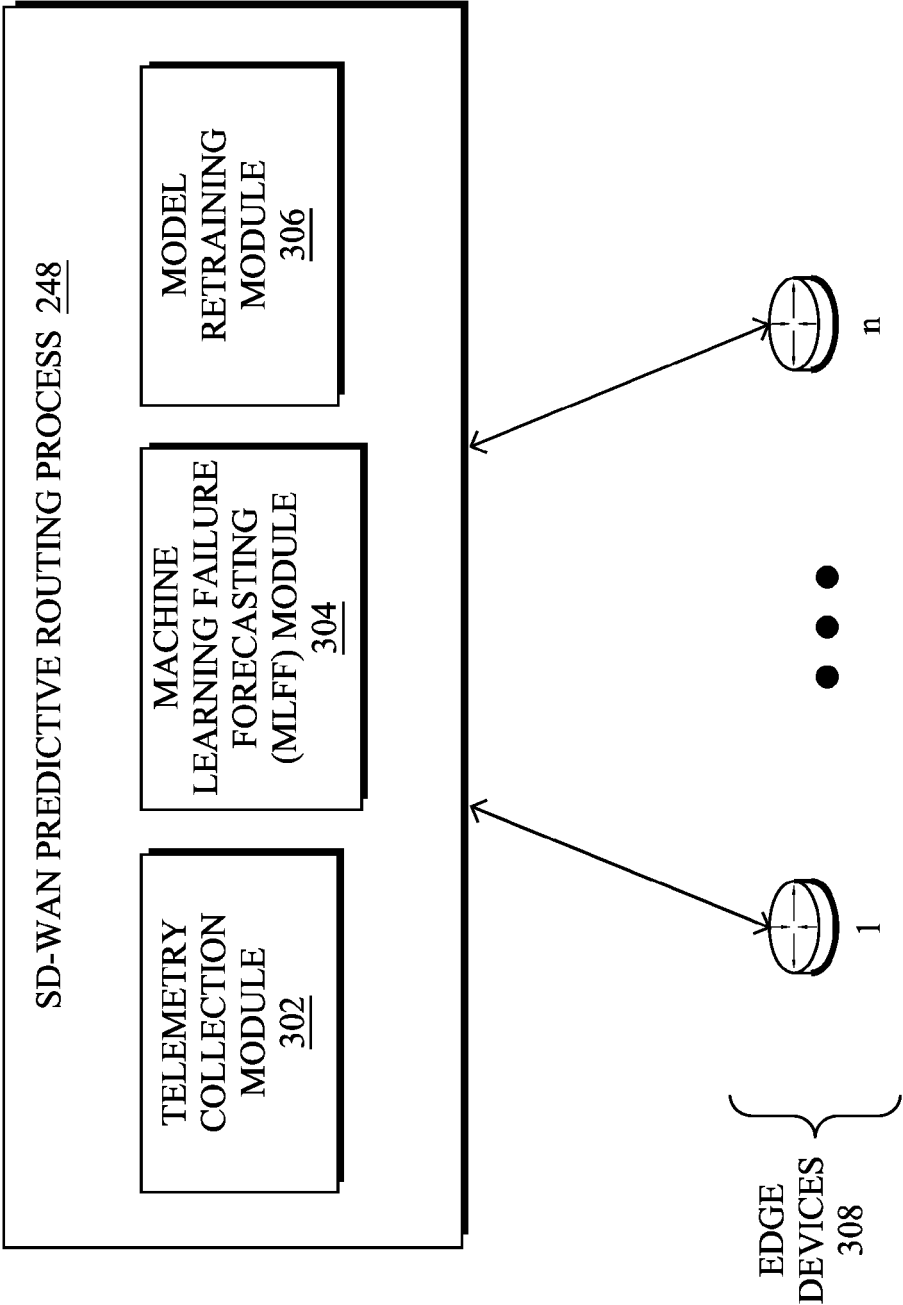 SD-WAN PREDICTIVE ROUTING PROCESS 248
TELEMETRY
COLLECTION
MODULE
302
MACHINE
LEARNING FAILURE
FORECASTING
(MLFF) MODULE
304
MODEL
RETRAINING
MODULE
306
EDGE
DEVICES
308
1
n